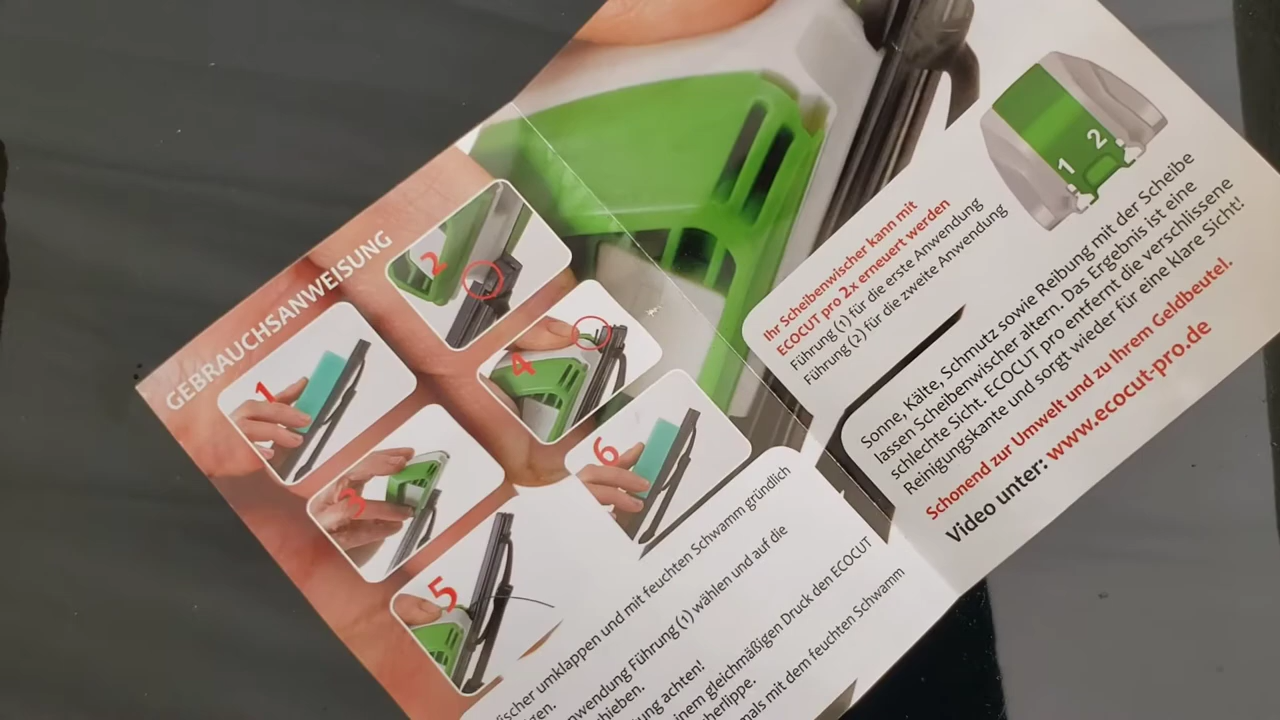 GEBRAUCHSANWEISUNG
1
2
3
4
5
6
fischer umklappen und mit feuchten Schwamm gründlich
gen.
nwendung Führung (1) wählen und auf die
hieben.
ung achten!
nem gleichmäßigen Druck den ECOCUT
herlippe.
mals mit dem feuchten Schwamm
1 2
Ihr Scheibenwischer kann mit
ECOCUT pro 2x erneuert werden
Führung (1) für die erste Anwendung
Führung (2) für die zweite Anwendung
Sonne, Kälte, Schmutz sowie Reibung mit der Scheibe
lassen Scheibenwischer altern. Das Ergebnis ist eine
schlechte Sicht. ECOCUT pro entfernt die verschlissene
Reinigungskante und sorgt wieder für eine klare Sicht!
Schonend zur Umwelt und zu Ihrem Geldbeutel.
Video unter: www.ecocut-pro.de